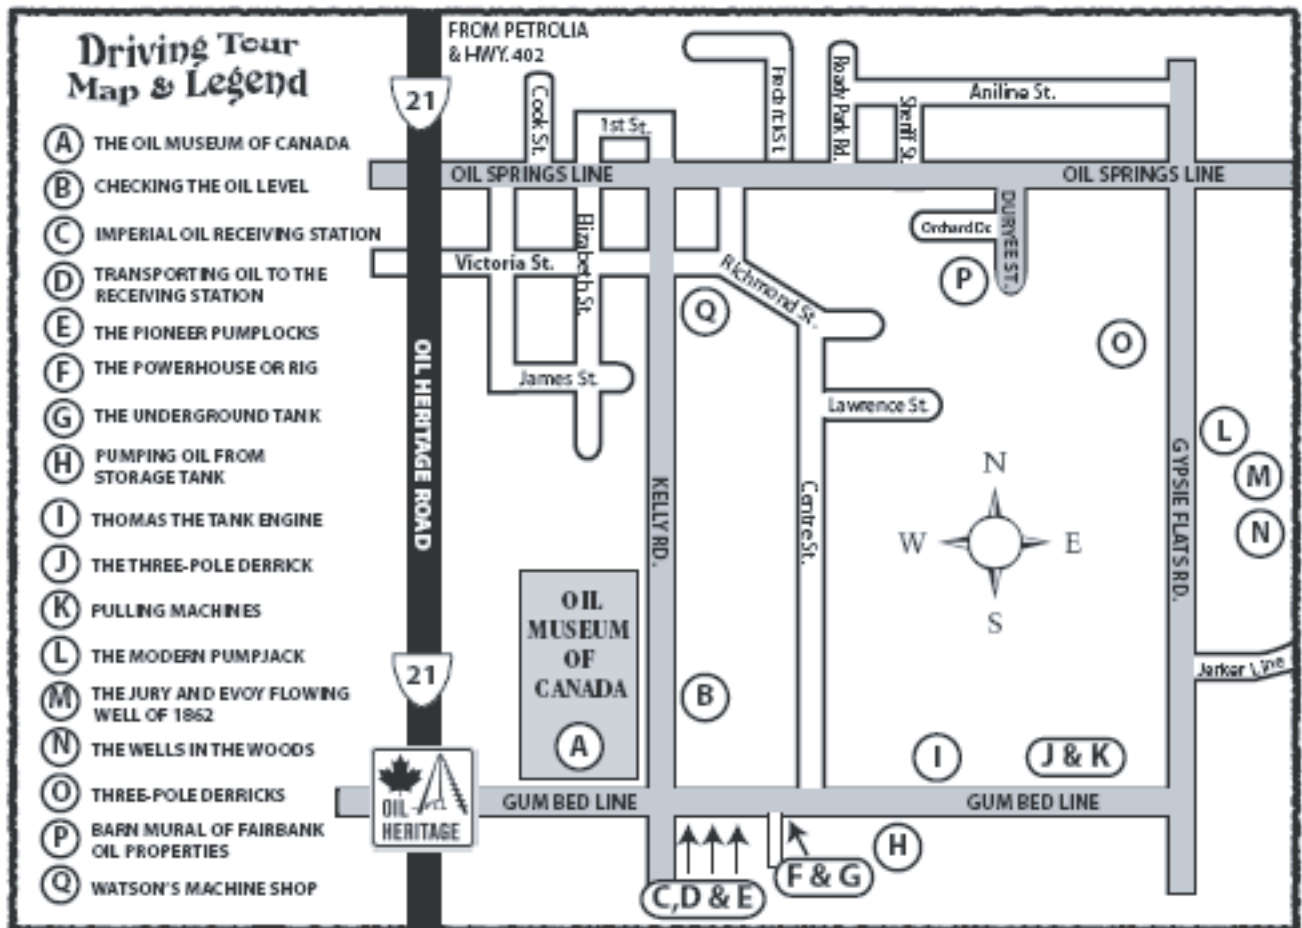 Driving Tour
Map & Legend
A THE OIL MUSEUM OF CANADA
B CHECKING THE OIL LEVEL
C IMPERIAL OIL RECEIVING STATION
D TRANSPORTING OIL TO THE
RECEIVING STATION
E THE PIONEER PUMPLOCKS
F THE POWERHOUSE OR RIG
G THE UNDERGROUND TANK
H PUMPING OIL FROM
STORAGE TANK
I THOMAS THE TANK ENGINE
J THE THREE-POLE DERRICK
K PULLING MACHINES
L THE MODERN PUMPJACK
M THE JURY AND EVOY FLOWING
WELL OF 1862
N THE WELLS IN THE WOODS
O THREE-POLE DERRICKS
P BARN MURAL OF FAIRBANK
OIL PROPERTIES
Q WATSON'S MACHINE SHOP
FROM PETROLIA
& HWY. 402
21
OIL HERITAGE ROAD
21
OIL
HERITAGE
Cook St.
1st St.
Roady Park Rd.
Sheriff St.
Aniline St.
OIL SPRINGS LINE
OIL SPRINGS LINE
Elizabeth St.
Victoria St.
Richmond St.
Orchard Dr.
DURYEE ST.
P
Q
O
James St.
Lawrence St.
KELLY RD.
Centre St.
GYPSIE FLATS RD.
L
M
N
N
W
E
S
OIL
MUSEUM
OF
CANADA
A
B
I
J & K
GUM BED LINE
GUM BED LINE
C,D & E
F & G
H